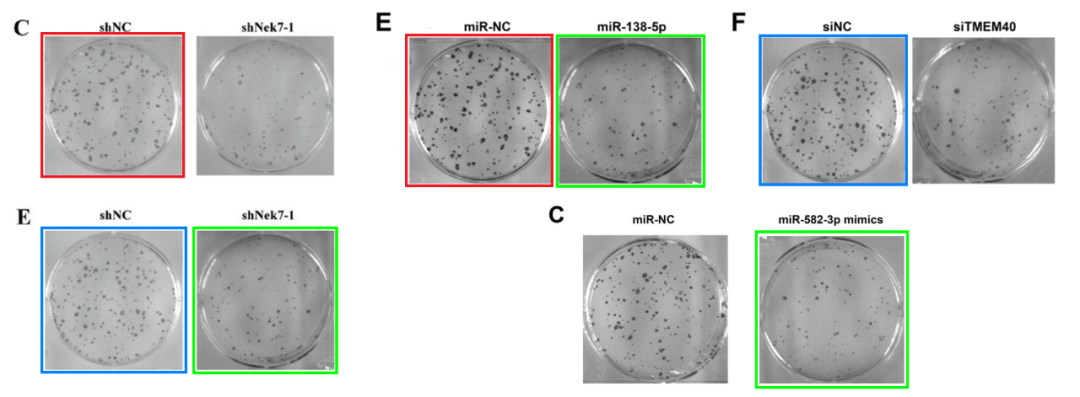 C
shNC shNek7-1
E
miR-NC miR-138-5p
F
siNC siTMEM40
E
shNC shNek7-1
C
miR-NC miR-582-3p mimics